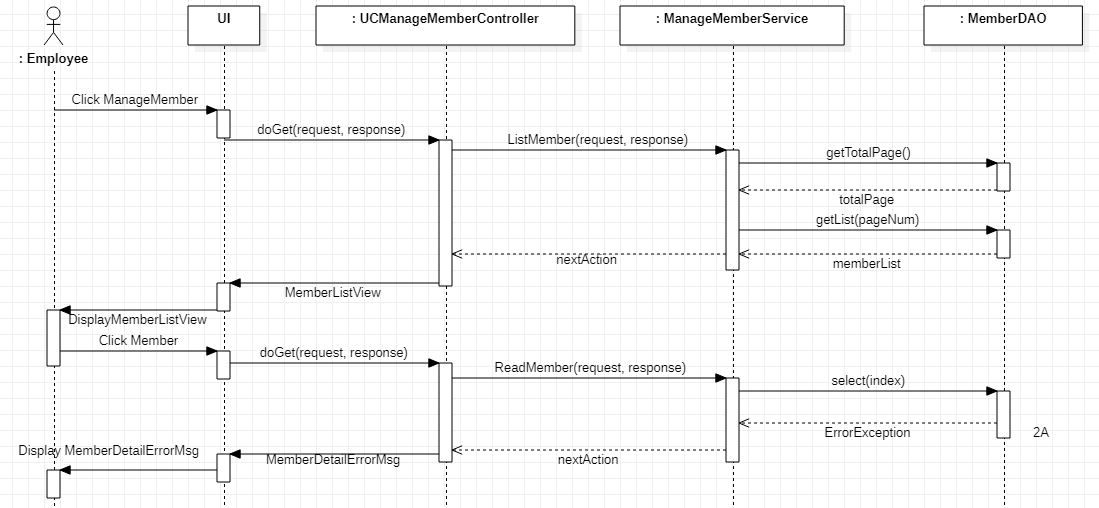 UI
: UCManageMemberController
: ManageMemberService
: MemberDAO
: Employee
Click ManageMember
doGet(request, response)
ListMember(request, response)
getTotalPage()
totalPage
getList(pageNum)
nextAction
memberList
MemberListView
DisplayMemberListView
Click Member
doGet(request, response)
ReadMember(request, response)
select(index)
ErrorException
2A
Display MemberDetailErrorMsg
MemberDetailErrorMsg
nextAction